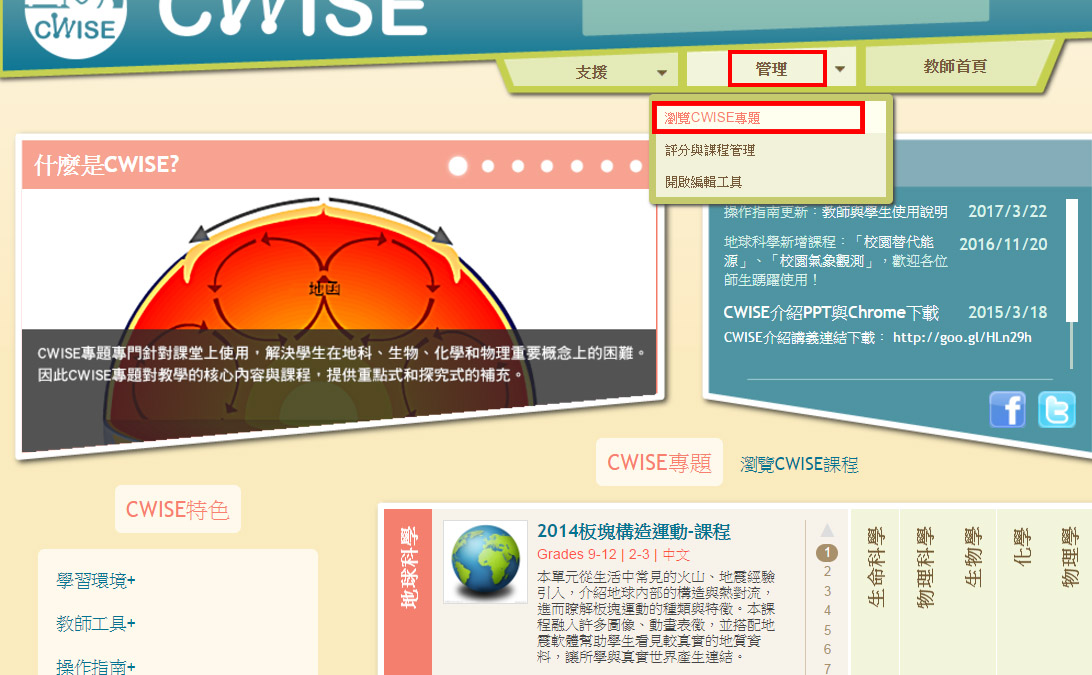 CWISE
CWISE
支援
管理
教師首頁
瀏覽CWISE專題
評分與課程管理
開啟編輯工具
什麼是CWISE?
地函
CWISE專題專門針對課堂上使用，解決學生在地科、生物、化學和物理重要概念上的困難。
因此CWISE專題對教學的核心內容與課程，提供重點式和探究式的補充。
操作指南更新：教師與學生使用說明 2017/3/22
地球科學新增課程：「校園替代能 2016/11/20
源」、「校園氣象觀測」，歡迎各位
師生踴躍使用！
CWISE介紹PPT與Chrome下載 2015/3/18
CWISE介紹講義連結下載： http://goo.gl/HLn29h
CWISE專題
瀏覽CWISE課程
CWISE特色
學習環境+
教師工具+
操作指南+
地球科學
2014板塊構造運動-課程
Grades 9-12 | 2-3 | 中文
本單元從生活中常見的火山、地震經驗
引入，介紹地球內部的構造與熱對流，
進而瞭解板塊運動的種類與特徵。本課
程融入許多圖像、動畫表徵，並搭配地
震軟體幫助學生看見較真實的地質資
料，讓所學與真實世界產生連結。
1
2
3
4
5
6
7
生命科學
物理科學
生物學
化學
物理學